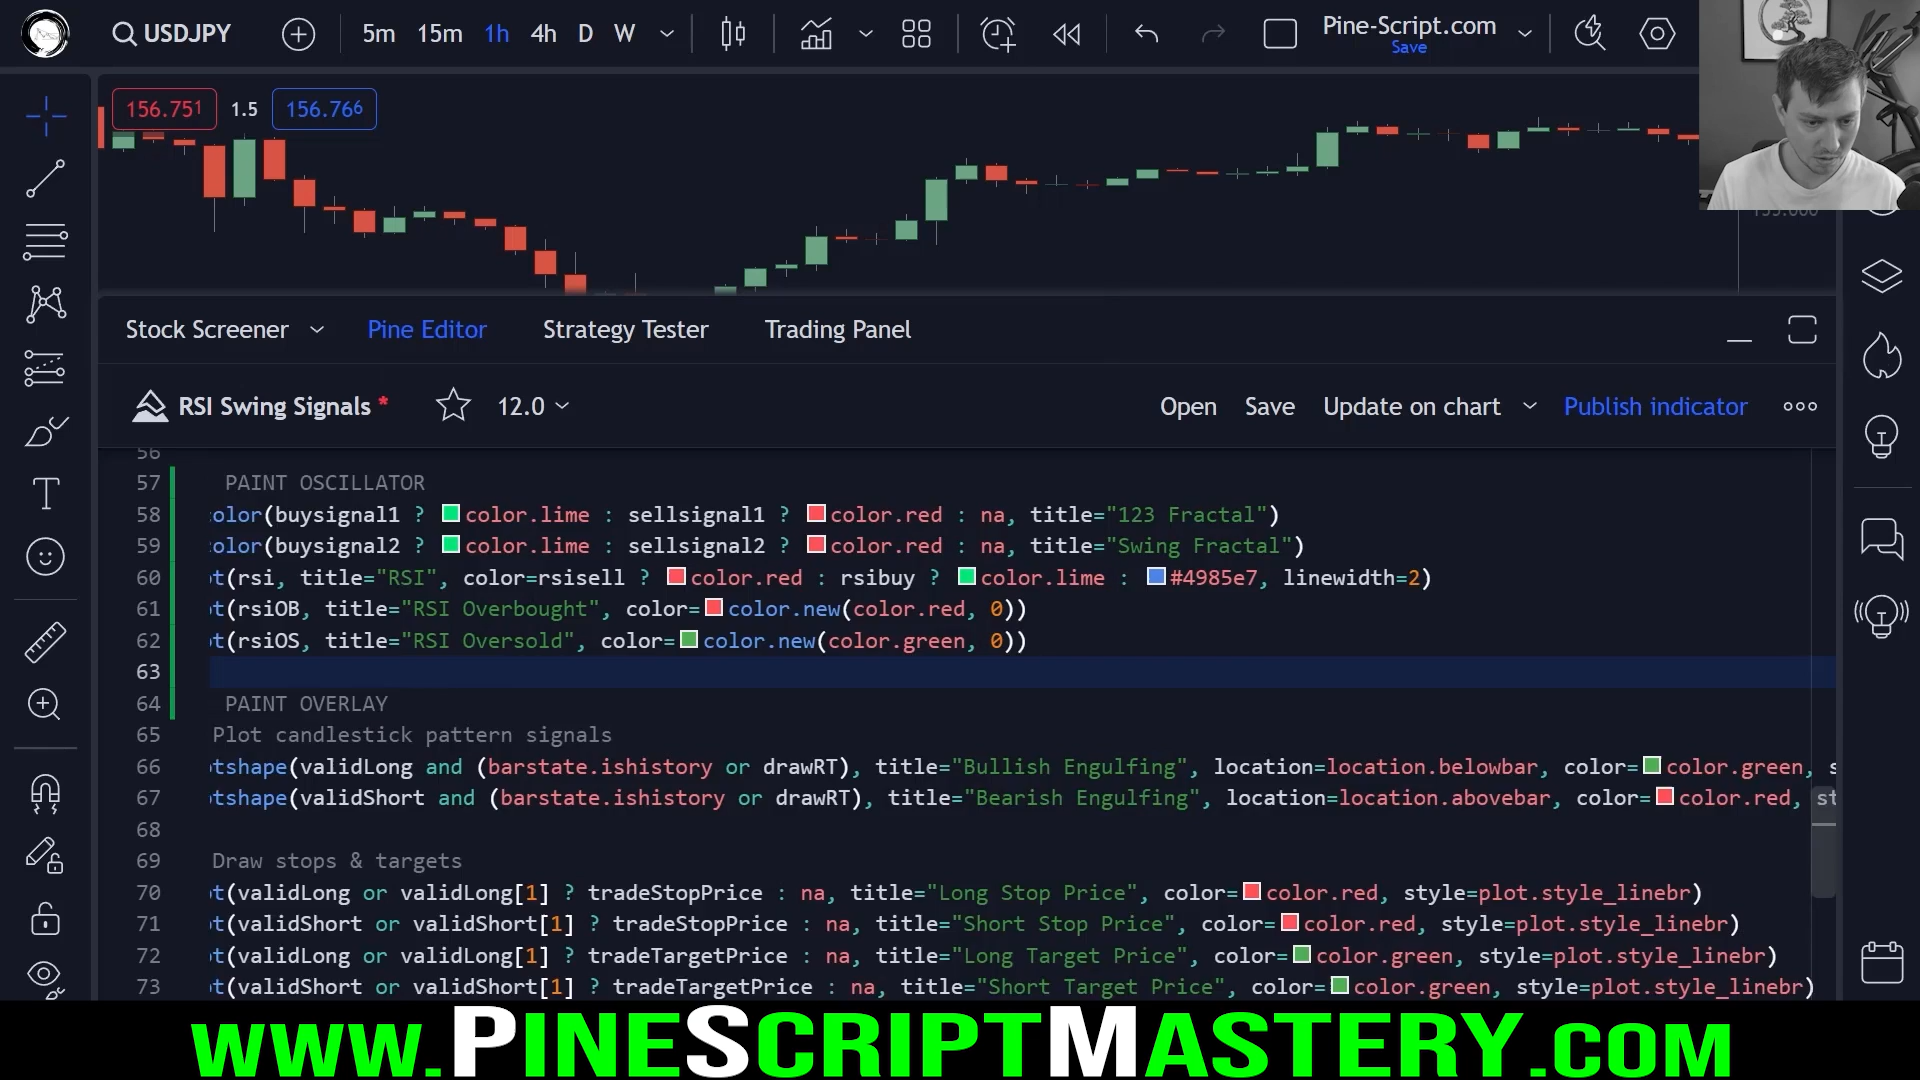 USDJPY 5m 15m 1h 4h D W Pine-Script.com
Save
156.751 1.5 156.766
Stock Screener Pine Editor Strategy Tester Trading Panel
RSI Swing Signals * 12.0 Open Save Update on chart Publish indicator
56
57 PAINT OSCILLATOR
58 olor(buysignal1 ? color.lime : sellsignal1 ? color.red : na, title="123 Fractal")
59 olor(buysignal2 ? color.lime : sellsignal2 ? color.red : na, title="Swing Fractal")
60 t(rsi, title="RSI", color=rsisell ? color.red : rsibuy ? color.lime : #4985e7, linewidth=2)
61 t(rsiOB, title="RSI Overbought", color=color.new(color.red, 0))
62 t(rsiOS, title="RSI Oversold", color=color.new(color.green, 0))
63
64 PAINT OVERLAY
65 Plot candlestick pattern signals
66 tshape(validLong and (barstate.ishistory or drawRT), title="Bullish Engulfing", location=location.belowbar, color=color.green, s
67 tshape(validShort and (barstate.ishistory or drawRT), title="Bearish Engulfing", location=location.abovebar, color=color.red, st
68
69 Draw stops & targets
70 t(validLong or validLong[1] ? tradeStopPrice : na, title="Long Stop Price", color=color.red, style=plot.style_linebr)
71 t(validShort or validShort[1] ? tradeStopPrice : na, title="Short Stop Price", color=color.red, style=plot.style_linebr)
72 t(validLong or validLong[1] ? tradeTargetPrice : na, title="Long Target Price", color=color.green, style=plot.style_linebr)
73 t(validShort or validShort[1] ? tradeTargetPrice : na, title="Short Target Price", color=color.green, style=plot.style_linebr)
www.PineScriptMastery.com